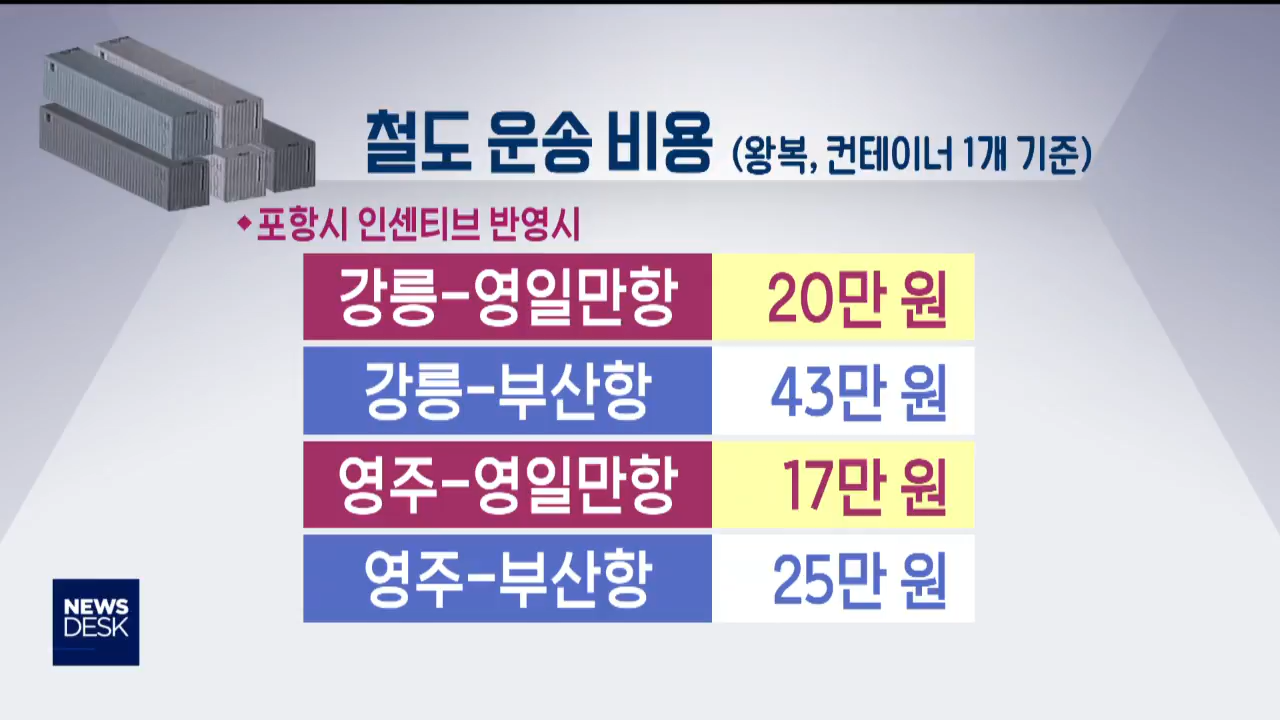 철도 운송 비용 (왕복, 컨테이너 1개 기준)
◆포항시 인센티브 반영시
강릉-영일만항 20만 원
강릉-부산항 43만 원
영주-영일만항 17만 원
영주-부산항 25만 원
NEWS
DESK